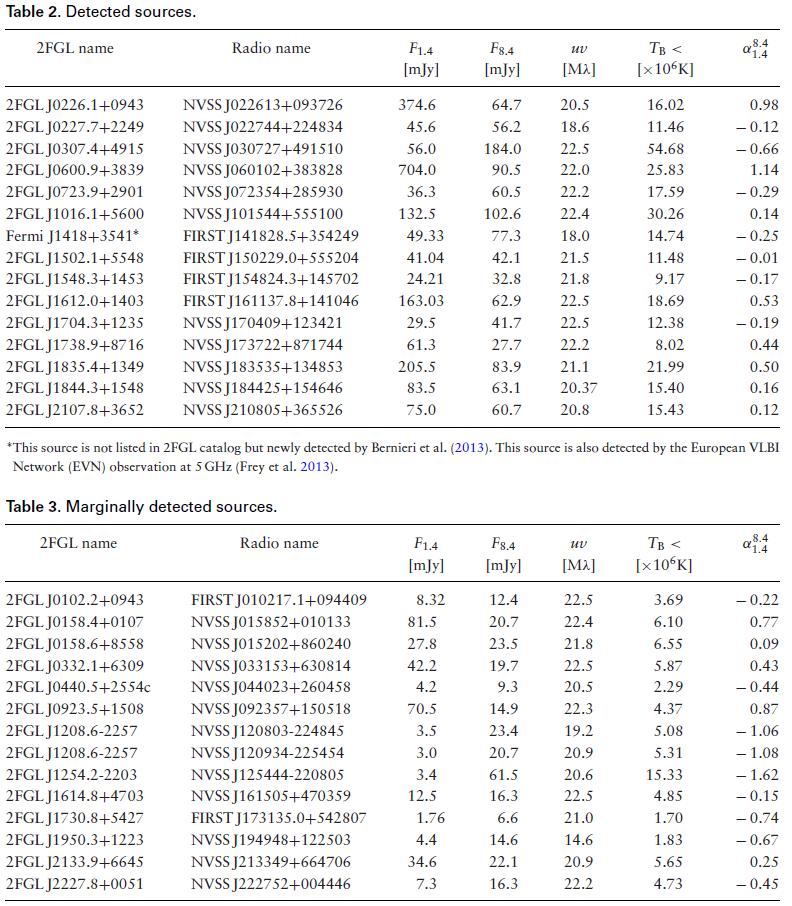 Table 2. Detected sources.
2FGL name Radio name F1.4 F8.4 uv TB < α8.4 1.4
[mJy] [mJy] [Mλ] [×10⁶K]
2FGL J0226.1+0943 NVSS J022613+093726 374.6 64.7 20.5 16.02 0.98
2FGL J0227.7+2249 NVSS J022744+224834 45.6 56.2 18.6 11.46 − 0.12
2FGL J0307.4+4915 NVSS J030727+491510 56.0 184.0 22.5 54.68 − 0.66
2FGL J0600.9+3839 NVSS J060102+383828 704.0 90.5 22.0 25.83 1.14
2FGL J0723.9+2901 NVSS J072354+285930 36.3 60.5 22.2 17.59 − 0.29
2FGL J1016.1+5600 NVSS J101544+555100 132.5 102.6 22.4 30.26 0.14
Fermi J1418+3541* FIRST J141828.5+354249 49.33 77.3 18.0 14.74 − 0.25
2FGL J1502.1+5548 FIRST J150229.0+555204 41.04 42.1 21.5 11.48 − 0.01
2FGL J1548.3+1453 FIRST J154824.3+145702 24.21 32.8 21.8 9.17 − 0.17
2FGL J1612.0+1403 FIRST J161137.8+141046 163.03 62.9 22.5 18.69 0.53
2FGL J1704.3+1235 NVSS J170409+123421 29.5 41.7 22.5 12.38 − 0.19
2FGL J1738.9+8716 NVSS J173722+871744 61.3 27.7 22.2 8.02 0.44
2FGL J1835.4+1349 NVSS J183535+134853 205.5 83.9 21.1 21.99 0.50
2FGL J1844.3+1548 NVSS J184425+154646 83.5 63.1 20.37 15.40 0.16
2FGL J2107.8+3652 NVSS J210805+365526 75.0 60.7 20.8 15.43 0.12
*This source is not listed in 2FGL catalog but newly detected by Bernieri et al. (2013). This source is also detected by the European VLBI
Network (EVN) observation at 5 GHz (Frey et al. 2013).
Table 3. Marginally detected sources.
2FGL name Radio name F1.4 F8.4 uv TB < α8.4 1.4
[mJy] [mJy] [Mλ] [×10⁶K]
2FGL J0102.2+0943 FIRST J010217.1+094409 8.32 12.4 22.5 3.69 − 0.22
2FGL J0158.4+0107 NVSS J015852+010133 81.5 20.7 22.4 6.10 0.77
2FGL J0158.6+8558 NVSS J015202+860240 27.8 23.5 21.8 6.55 0.09
2FGL J0332.1+6309 NVSS J033153+630814 42.2 19.7 22.5 5.87 0.43
2FGL J0440.5+2554c NVSS J044023+260458 4.2 9.3 20.5 2.29 − 0.44
2FGL J0923.5+1508 NVSS J092357+150518 70.5 14.9 22.3 4.37 0.87
2FGL J1208.6-2257 NVSS J120803-224845 3.5 23.4 19.2 5.08 − 1.06
2FGL J1208.6-2257 NVSS J120934-225454 3.0 20.7 20.9 5.31 − 1.08
2FGL J1254.2-2203 NVSS J125444-220805 3.4 61.5 20.6 15.33 − 1.62
2FGL J1614.8+4703 NVSS J161505+470359 12.5 16.3 22.5 4.85 − 0.15
2FGL J1730.8+5427 FIRST J173135.0+542807 1.76 6.6 21.0 1.70 − 0.74
2FGL J1950.3+1223 NVSS J194948+122503 4.4 14.6 14.6 1.83 − 0.67
2FGL J2133.9+6645 NVSS J213349+664706 34.6 22.1 20.9 5.65 0.25
2FGL J2227.8+0051 NVSS J222752+004446 7.3 16.3 22.2 4.73 − 0.45